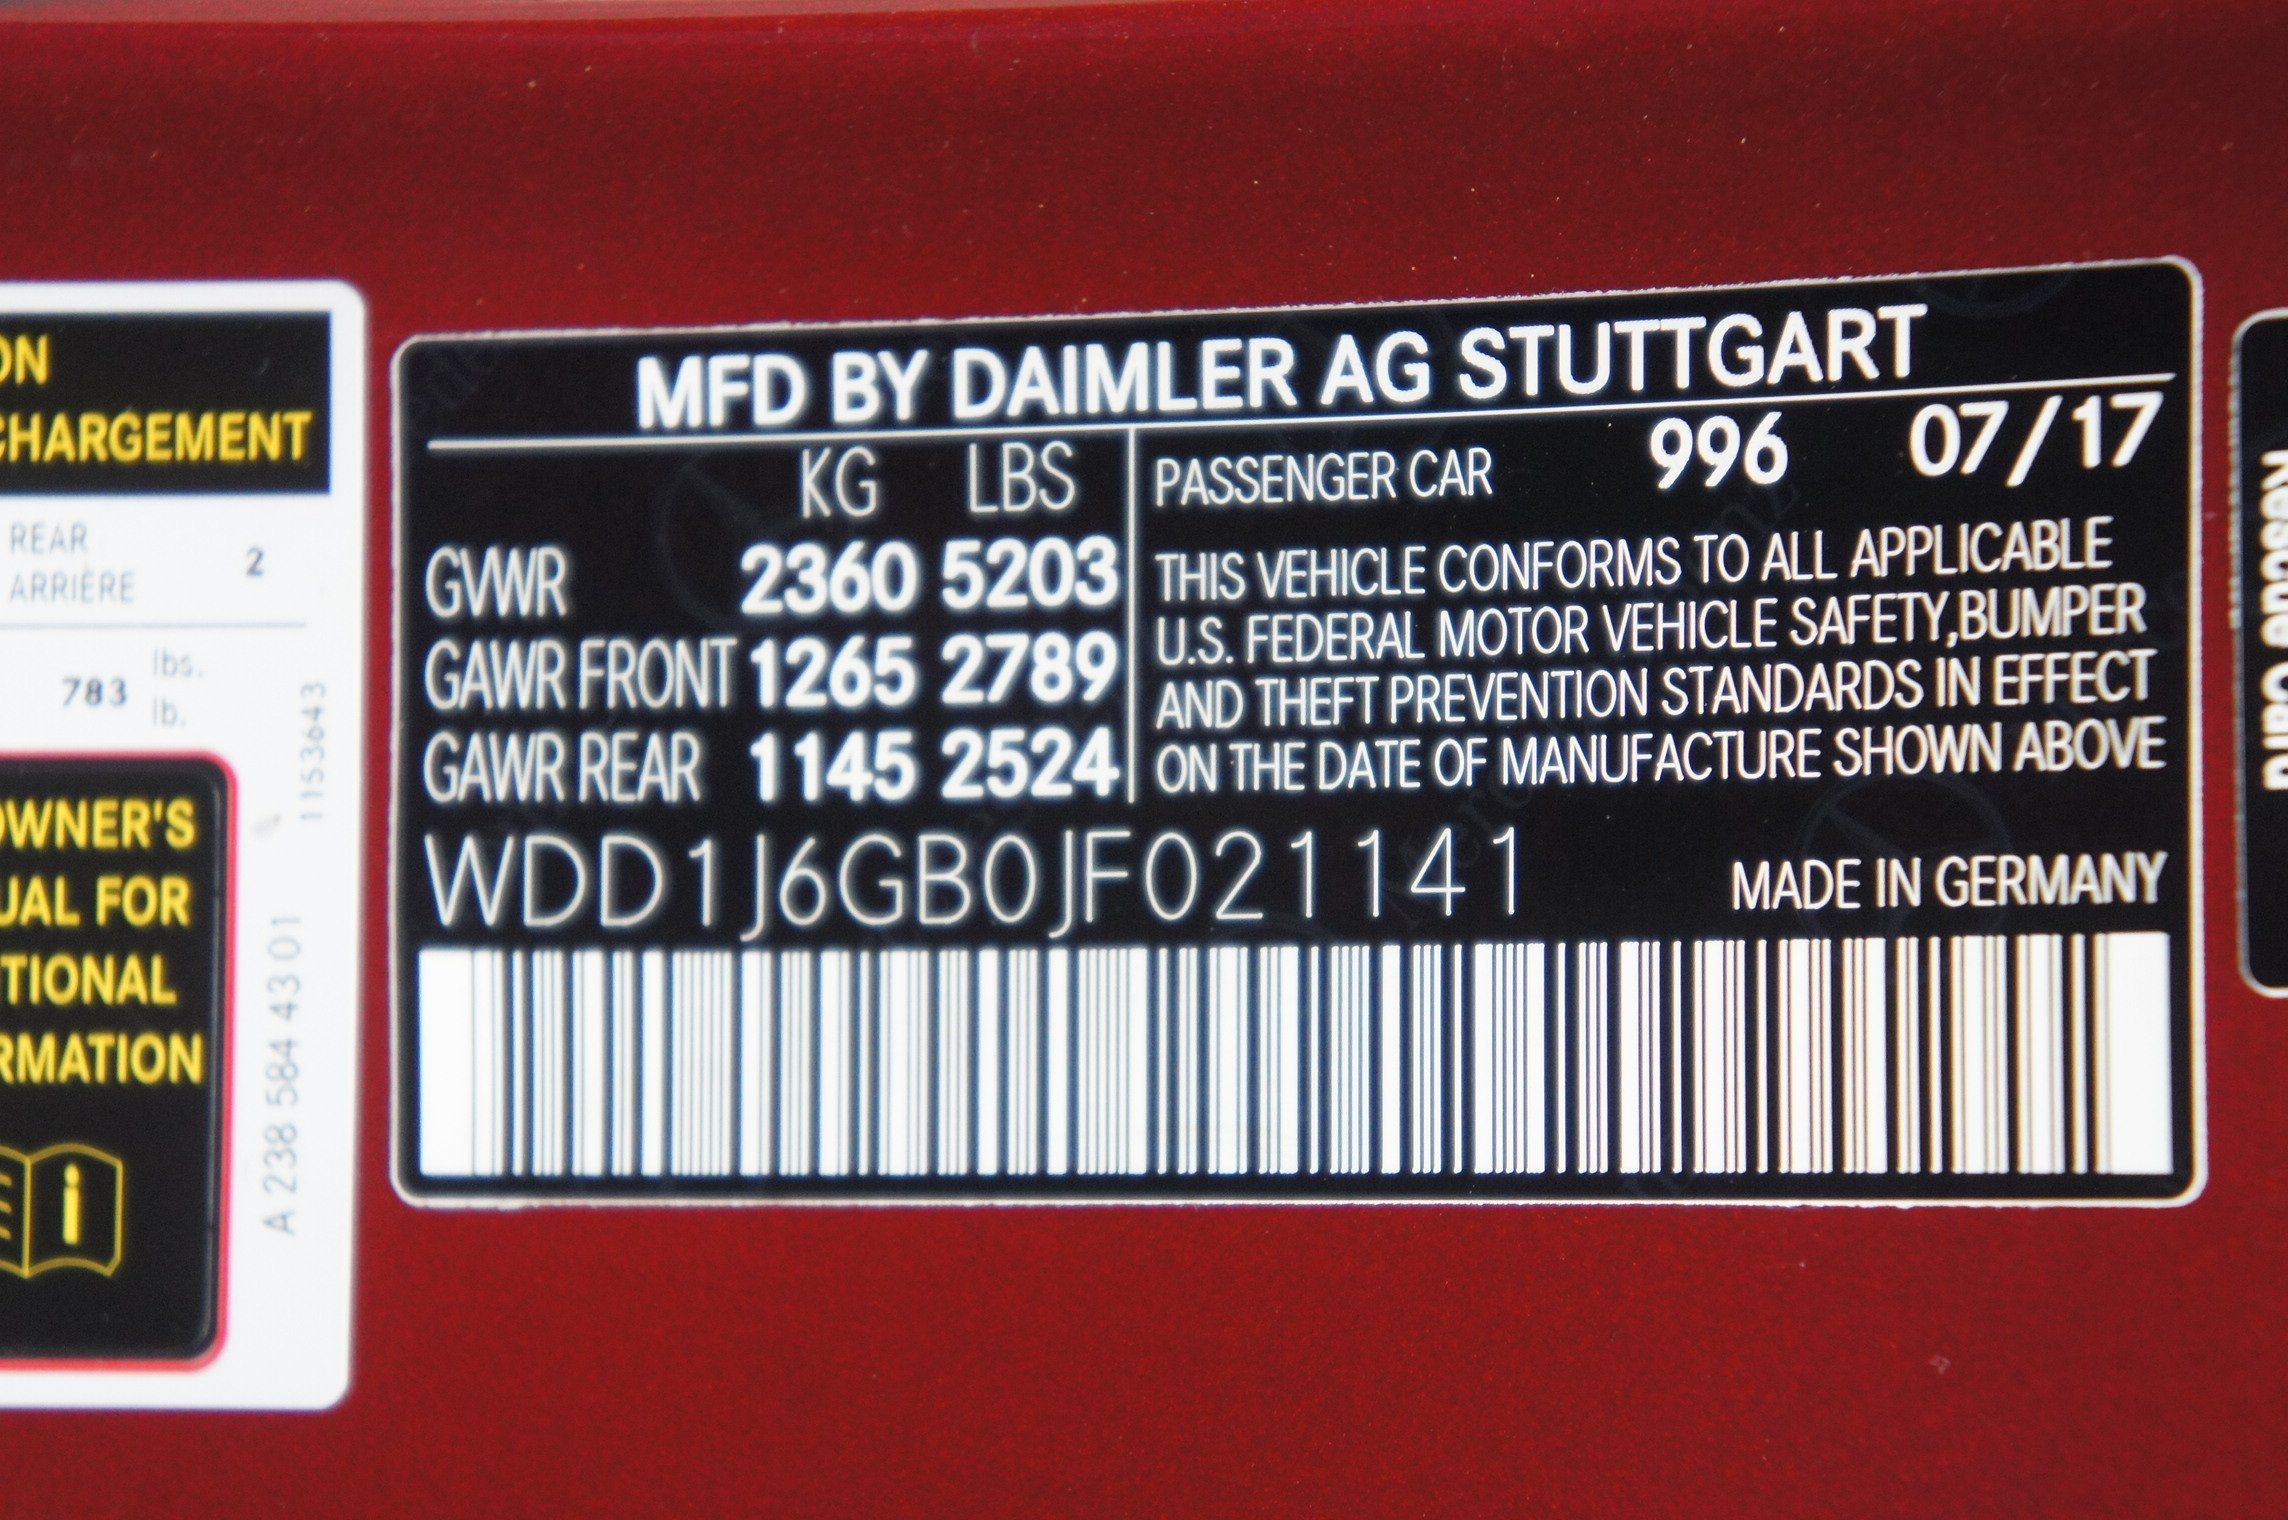 ON
CHARGEMENT
REAR
ARRIÈRE
2
783
lbs.
lb.
1153643
A 238 584 43 01
OWNER'S
UAL FOR
TIONAL
RMATION
MFD BY DAIMLER AG STUTTGART
KG LBS
GVWR 2360 5203
GAWR FRONT 1265 2789
GAWR REAR 1145 2524
PASSENGER CAR 996 07/17
THIS VEHICLE CONFORMS TO ALL APPLICABLE
U.S. FEDERAL MOTOR VEHICLE SAFETY,BUMPER
AND THEFT PREVENTION STANDARDS IN EFFECT
ON THE DATE OF MANUFACTURE SHOWN ABOVE
WDD1J6GB0JF021141
MADE IN GERMANY
Rescue Card